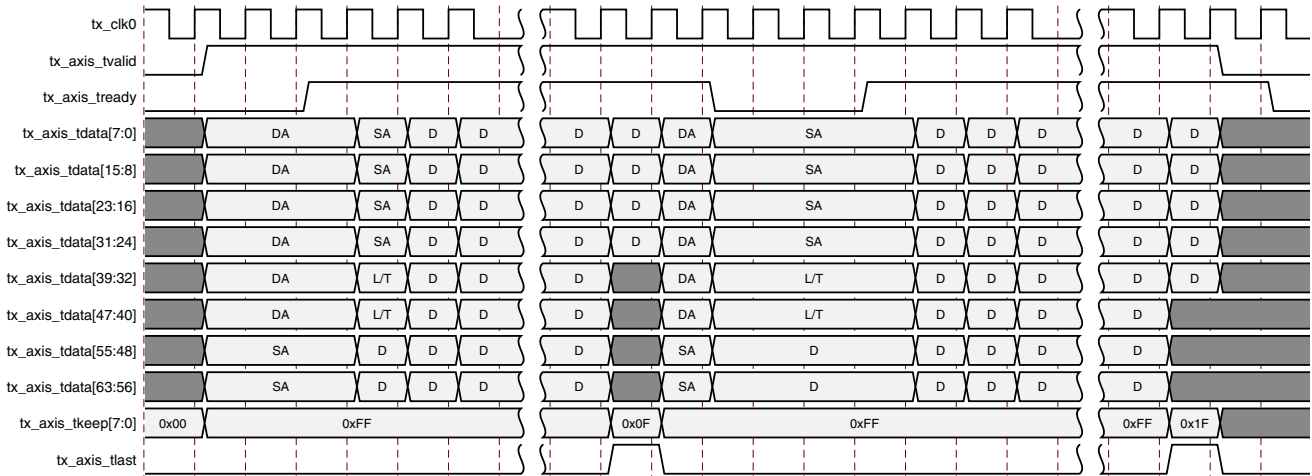 tx_clk0
tx_axis_tvalid
tx_axis_tready
tx_axis_tdata[7:0] DA SA D D D D DA SA D D D D D
tx_axis_tdata[15:8] DA SA D D D D DA SA D D D D D
tx_axis_tdata[23:16] DA SA D D D D DA SA D D D D D
tx_axis_tdata[31:24] DA SA D D D D DA SA D D D D D
tx_axis_tdata[39:32] DA L/T D D D DA L/T D D D D D
tx_axis_tdata[47:40] DA L/T D D D DA L/T D D D D
tx_axis_tdata[55:48] SA D D D D SA D D D D D
tx_axis_tdata[63:56] SA D D D D SA D D D D D
tx_axis_tkeep[7:0] 0x00 0xFF 0x0F 0xFF 0xFF 0x1F
tx_axis_tlast